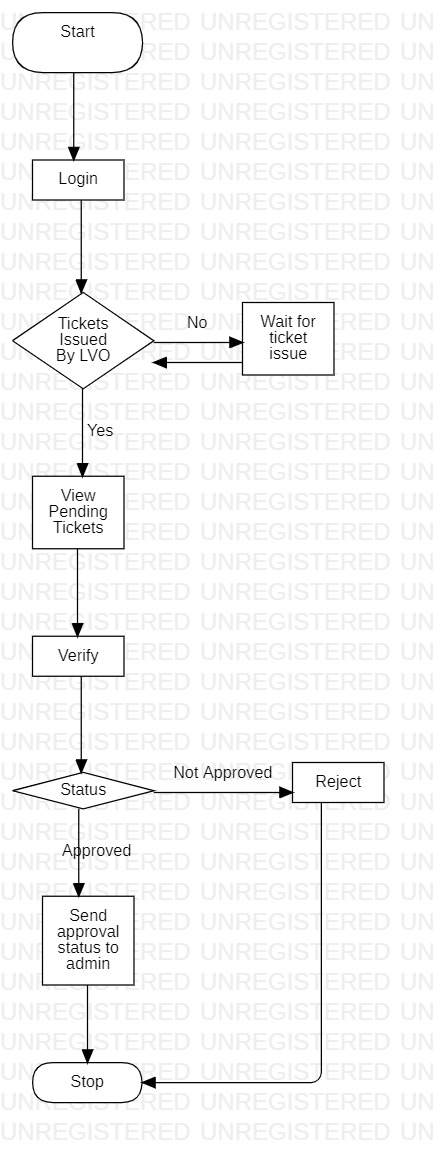 Start
Login
Tickets
Issued
By LVO
No
Wait for
ticket
issue
Yes
View
Pending
Tickets
Verify
Status
Not Approved
Reject
Approved
Send
approval
status to
admin
Stop
UNREGISTERED